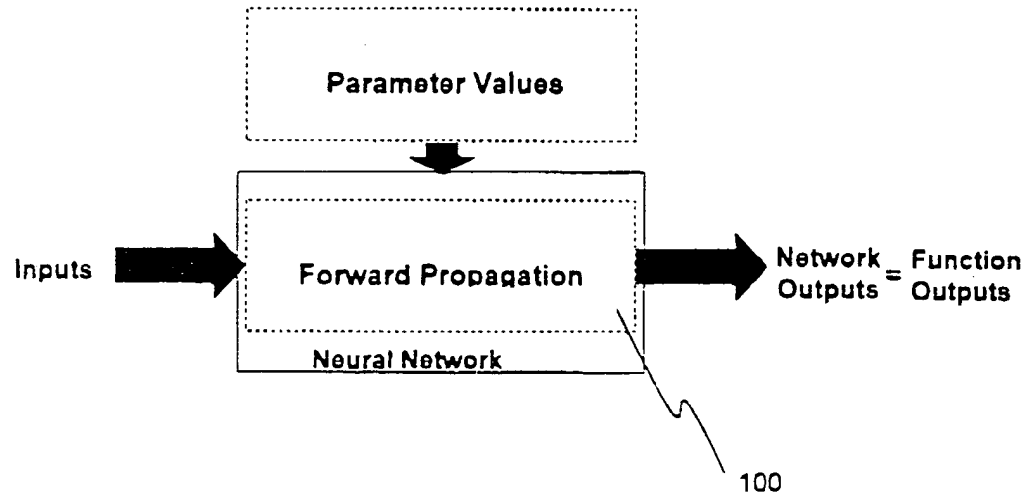 Parameter Values
Inputs
Forward Propagation
Neural Network
Network = Function
Outputs Outputs
100